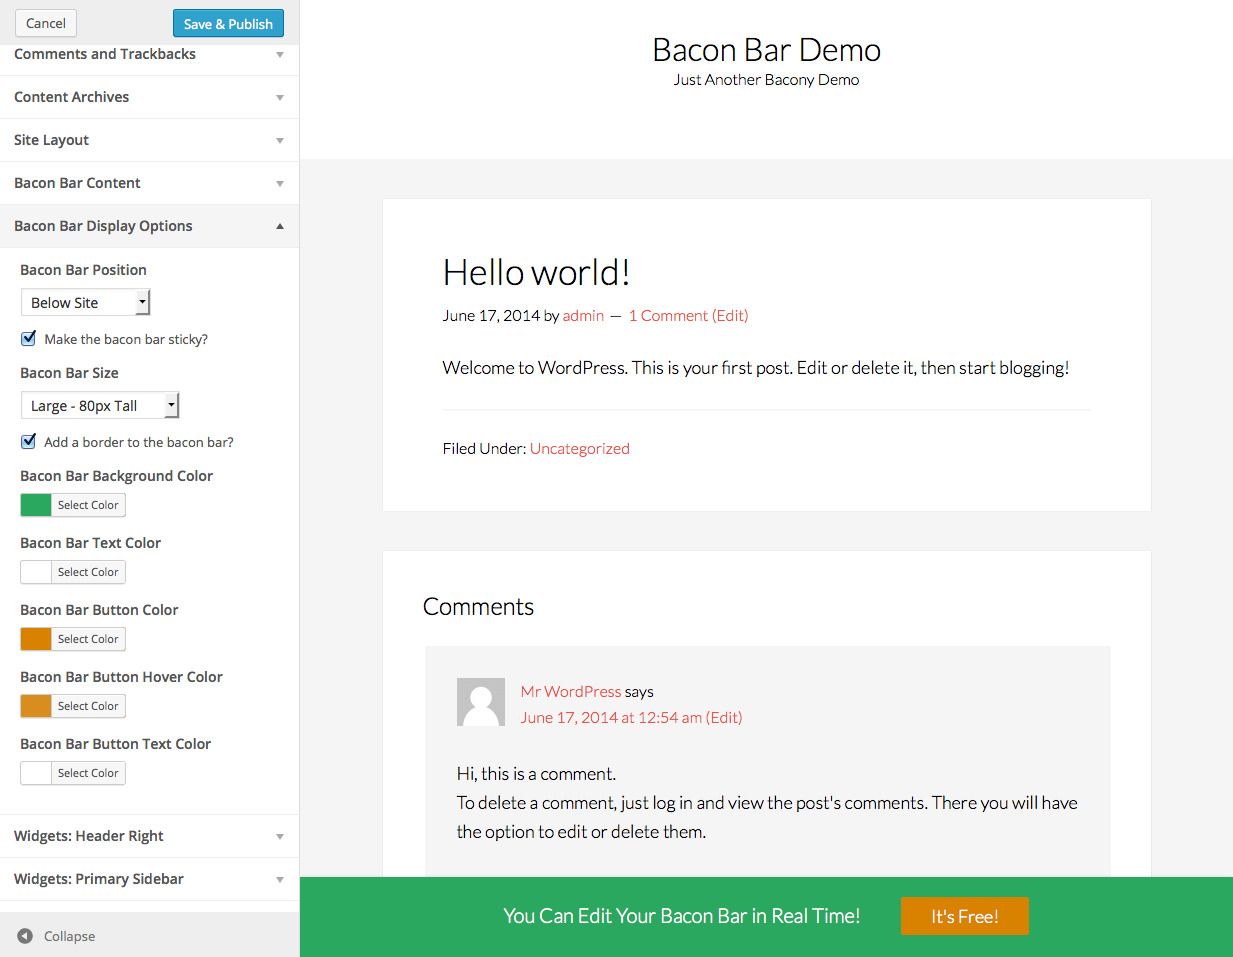 Cancel
Save & Publish
Comments and Trackbacks
Content Archives
Site Layout
Bacon Bar Content
Bacon Bar Display Options
Bacon Bar Position
Below Site
Make the bacon bar sticky?
Bacon Bar Size
Large - 80px Tall
Add a border to the bacon bar?
Bacon Bar Background Color
Select Color
Bacon Bar Text Color
Select Color
Bacon Bar Button Color
Select Color
Bacon Bar Button Hover Color
Select Color
Bacon Bar Button Text Color
Select Color
Widgets: Header Right
Widgets: Primary Sidebar
Collapse
Bacon Bar Demo
Just Another Bacony Demo
Hello world!
June 17, 2014 by admin — 1 Comment (Edit)
Welcome to WordPress. This is your first post. Edit or delete it, then start blogging!
Filed Under: Uncategorized
Comments
Mr WordPress says
June 17, 2014 at 12:54 am (Edit)
Hi, this is a comment.
To delete a comment, just log in and view the post's comments. There you will have
the option to edit or delete them.
You Can Edit Your Bacon Bar in Real Time!
It's Free!